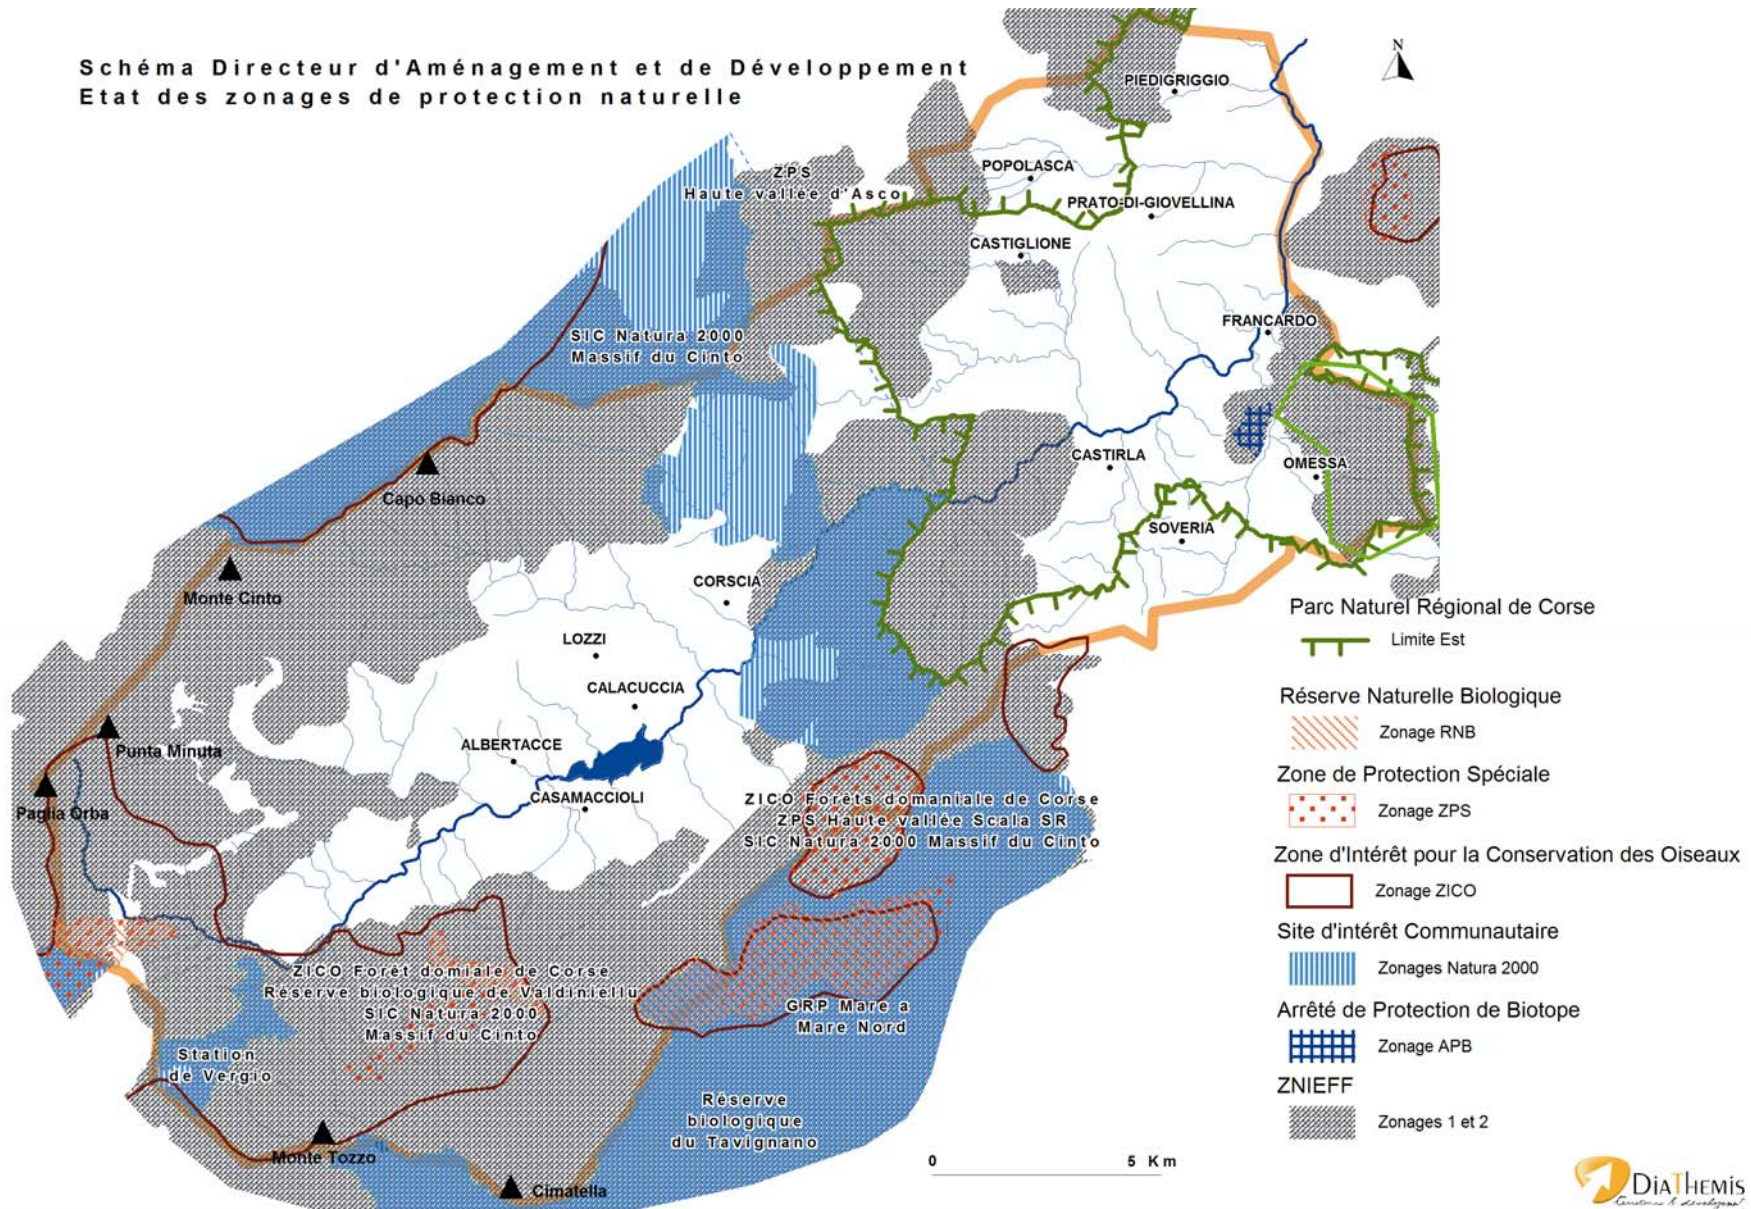 Schéma Directeur d'Aménagement et de Développement
Etat des zonages de protection naturelle
N
PIEDIGRIGGIO
ZPS
Haute vallée d'Asco
POPOLASCA
PRATO-DI-GIOVELLINA
CASTIGLIONE
FRANCARDO
SIC Natura 2000
Massif du Cinto
CASTIRLA
OMESSA
Capo Bianco
SOVERIA
Monte Cinto
CORSCIA
LOZZI
CALACUCCIA
ALBERTACCE
CASAMACCIOLI
Punta Minuta
Paglia Orba
ZICO Forêts domaniale de Corse
ZPS Haute vallée Scala SR
SIC Natura 2000 Massif du Cinto
ZICO Forêt domiale de Corse
Réserve biologique de Valdiniellu
SIC Natura 2000
Massif du Cinto
GRP Mare a
Mare Nord
Station
de Vergio
Réserve
biologique
du Tavignano
Monte Tozzo
Cimatella
0 5 Km
Parc Naturel Régional de Corse
Limite Est
Réserve Naturelle Biologique
Zonage RNB
Zone de Protection Spéciale
Zonage ZPS
Zone d'Intérêt pour la Conservation des Oiseaux
Zonage ZICO
Site d'intérêt Communautaire
Zonages Natura 2000
Arrêté de Protection de Biotope
Zonage APB
ZNIEFF
Zonages 1 et 2
DIATHEMIS